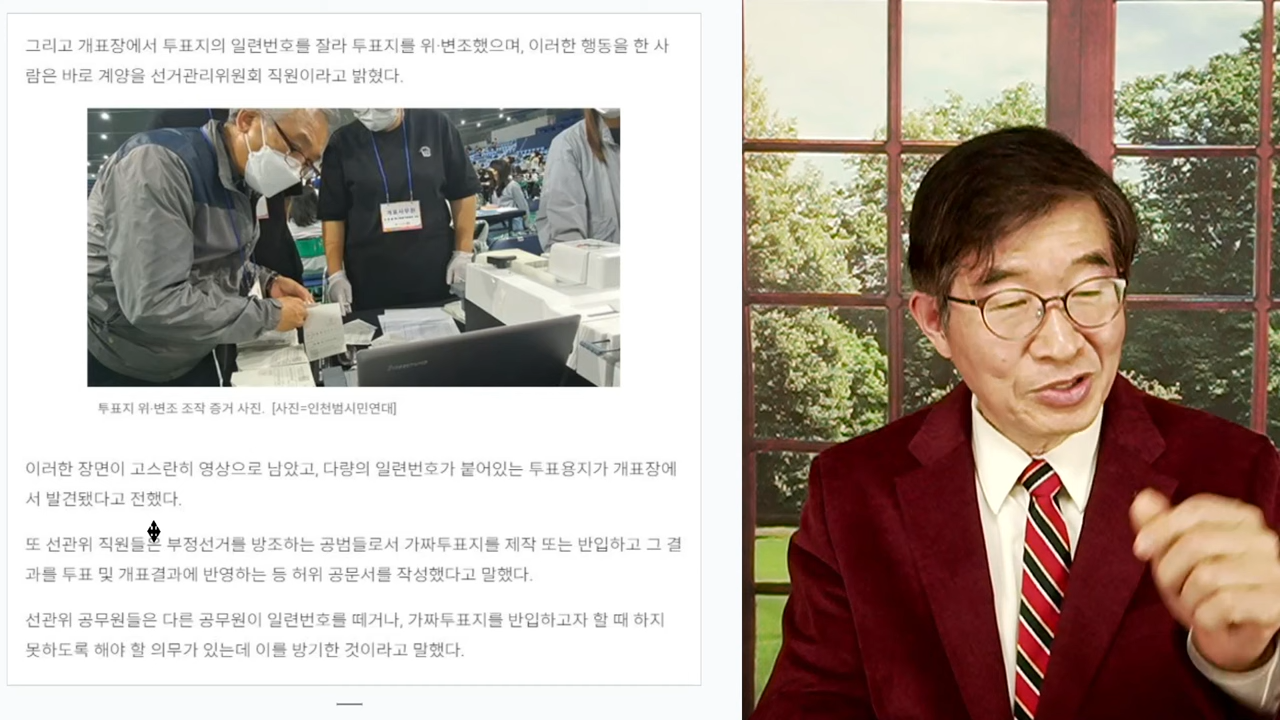 그리고 개표장에서 투표지의 일련번호를 잘라 투표지를 위·변조했으며, 이러한 행동을 한 사
람은 바로 계양을 선거관리위원회 직원이라고 밝혔다.
개표사무원
투표지 위·변조 조작 증거 사진. [사진=인천범시민연대]
이러한 장면이 고스란히 영상으로 남았고, 다량의 일련번호가 붙어있는 투표용지가 개표장에
서 발견됐다고 전했다.
또 선관위 직원들은 부정선거를 방조하는 공범들로서 가짜투표지를 제작 또는 반입하고 그 결
과를 투표 및 개표결과에 반영하는 등 허위 공문서를 작성했다고 말했다.
선관위 공무원들은 다른 공무원이 일련번호를 떼거나, 가짜투표지를 반입하고자 할 때 하지
못하도록 해야 할 의무가 있는데 이를 방기한 것이라고 말했다.